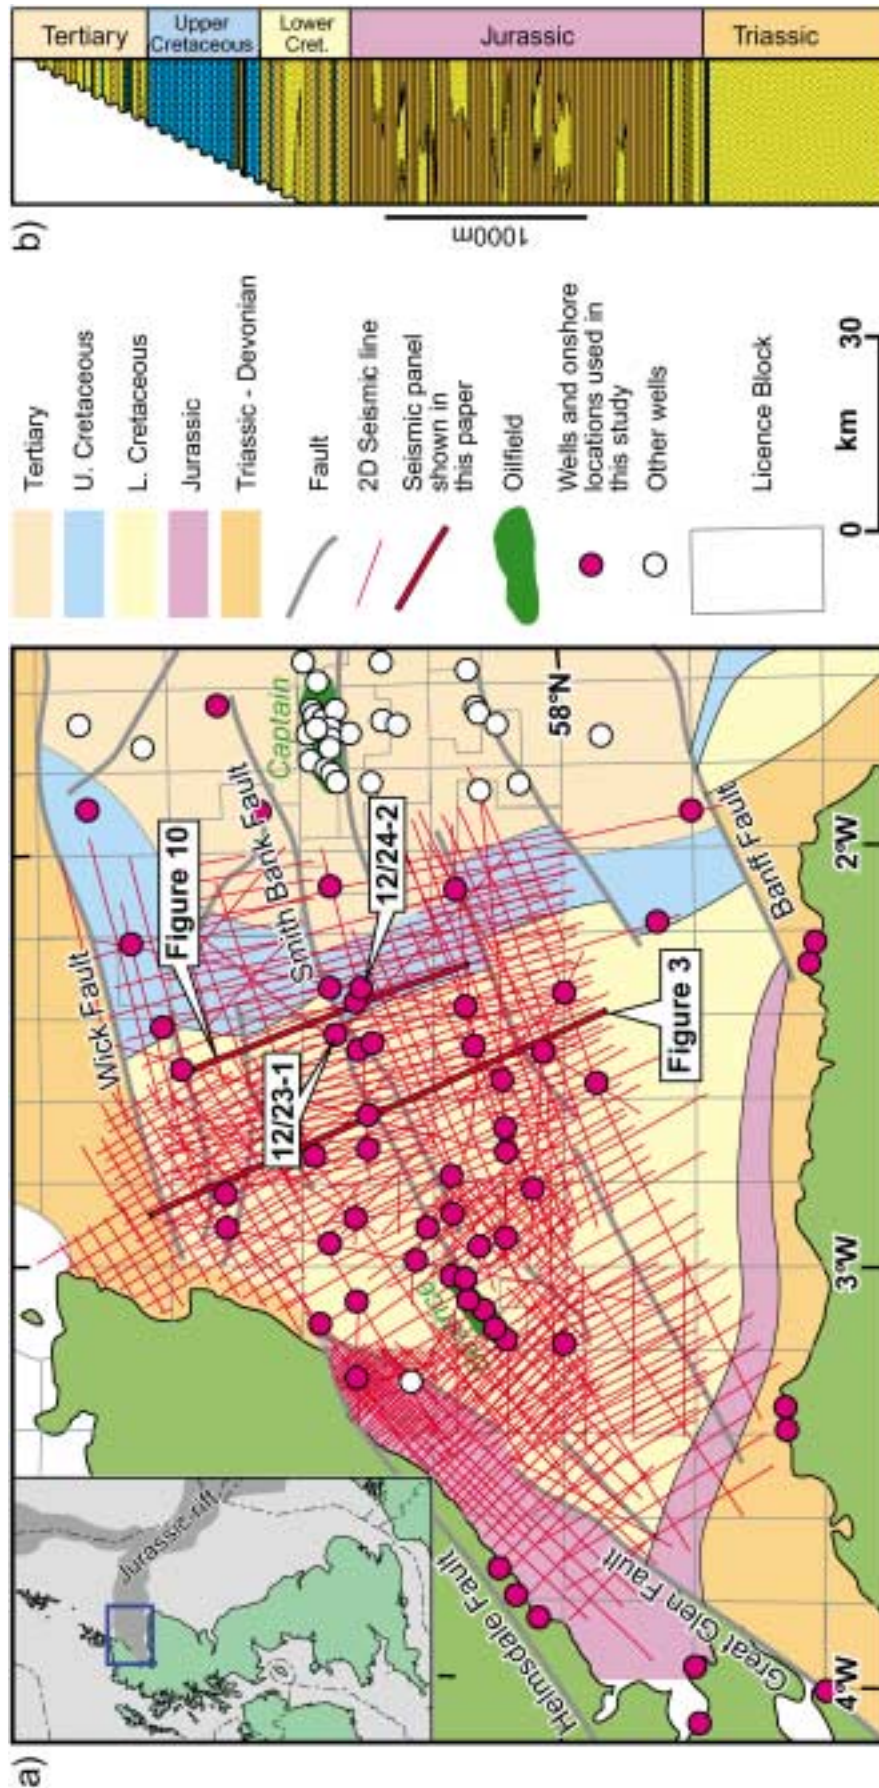 a)
Jurassic rift
Wick Fault
Figure 10
Smith Bank Fault
Captain
12/23-1
12/24-2
Figure 3
58°N
Helmsdale Fault
Great Glen Fault
Banff Fault
4°W
3°W
2°W
Tertiary
U. Cretaceous
L. Cretaceous
Jurassic
Triassic - Devonian
Fault
2D Seismic line
Seismic panel
shown in
this paper
Oilfield
Wells and onshore
locations used in
this study
Other wells
Licence Block
0
km
30
b)
Tertiary
Upper
Cretaceous
Lower
Cret.
Jurassic
Triassic
1000m